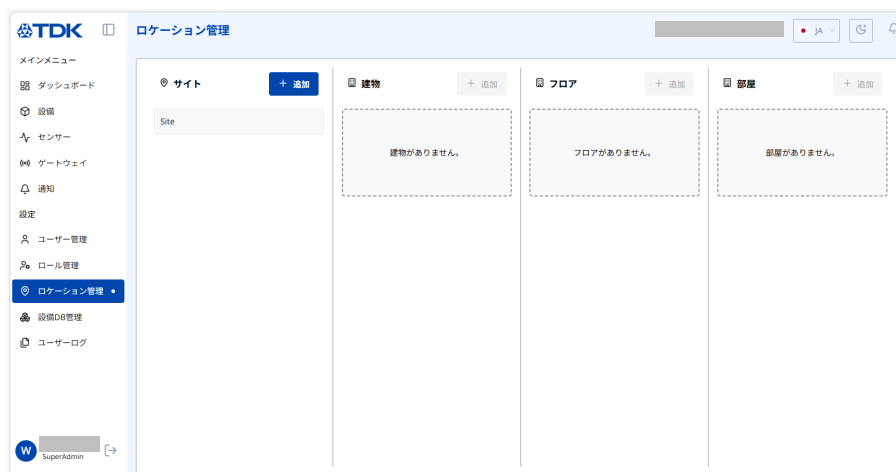 TDK
ロケーション管理
JA
メインメニュー
ダッシュボード
設備
センサー
ゲートウェイ
通知
設定
ユーザー管理
ロール管理
ロケーション管理
設備DB管理
ユーザーログ
W
SuperAdmin
サイト
+ 追加
Site
建物
+ 追加
建物がありません。
フロア
+ 追加
フロアがありません。
部屋
+ 追加
部屋がありません。